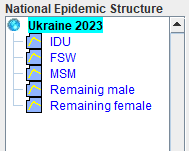 National Epidemic Structure
Ukraine 2023
IDU
FSW
MSM
Remainig male
Remaining female